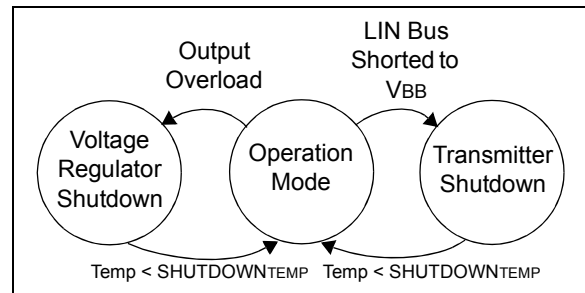 Output
Overload
LIN Bus
Shorted to
VBB
Voltage
Regulator
Shutdown
Operation
Mode
Transmitter
Shutdown
Temp < SHUTDOWNTEMP
Temp < SHUTDOWNTEMP